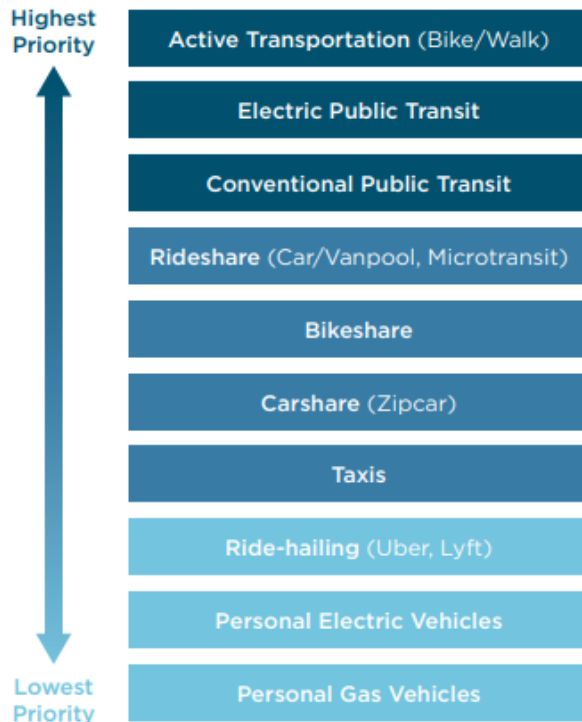 Highest
Priority
Active Transportation (Bike/Walk)
Electric Public Transit
Conventional Public Transit
Rideshare (Car/Vanpool, Microtransit)
Bikeshare
Carshare (Zipcar)
Taxis
Ride-hailing (Uber, Lyft)
Personal Electric Vehicles
Lowest
Priority
Personal Gas Vehicles